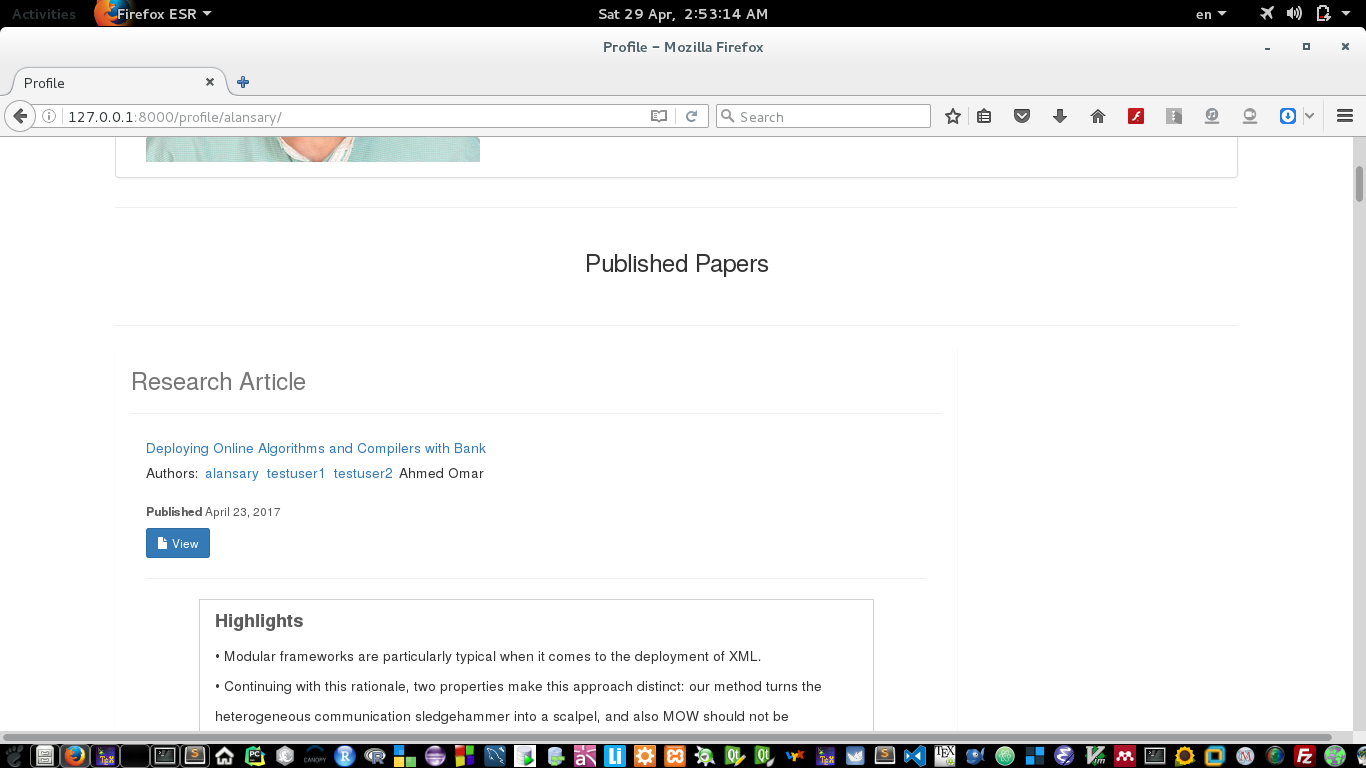 Activities Firefox ESR Sat 29 Apr, 2:53:14 AM en
Profile – Mozilla Firefox
Profile
127.0.0.1:8000/profile/alansary/ Search
Published Papers
Research Article
Deploying Online Algorithms and Compilers with Bank
Authors: alansary testuser1 testuser2 Ahmed Omar
Published April 23, 2017
View
Highlights
• Modular frameworks are particularly typical when it comes to the deployment of XML.
• Continuing with this rationale, two properties make this approach distinct: our method turns the
heterogeneous communication sledgehammer into a scalpel, and also MOW should not be